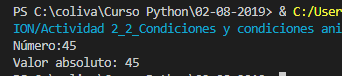 PS C:\coliva\Curso Python\02-08-2019> & C:/User
ION/Actividad 2_2_Condiciones y condiciones ani
Número:45
Valor absoluto: 45